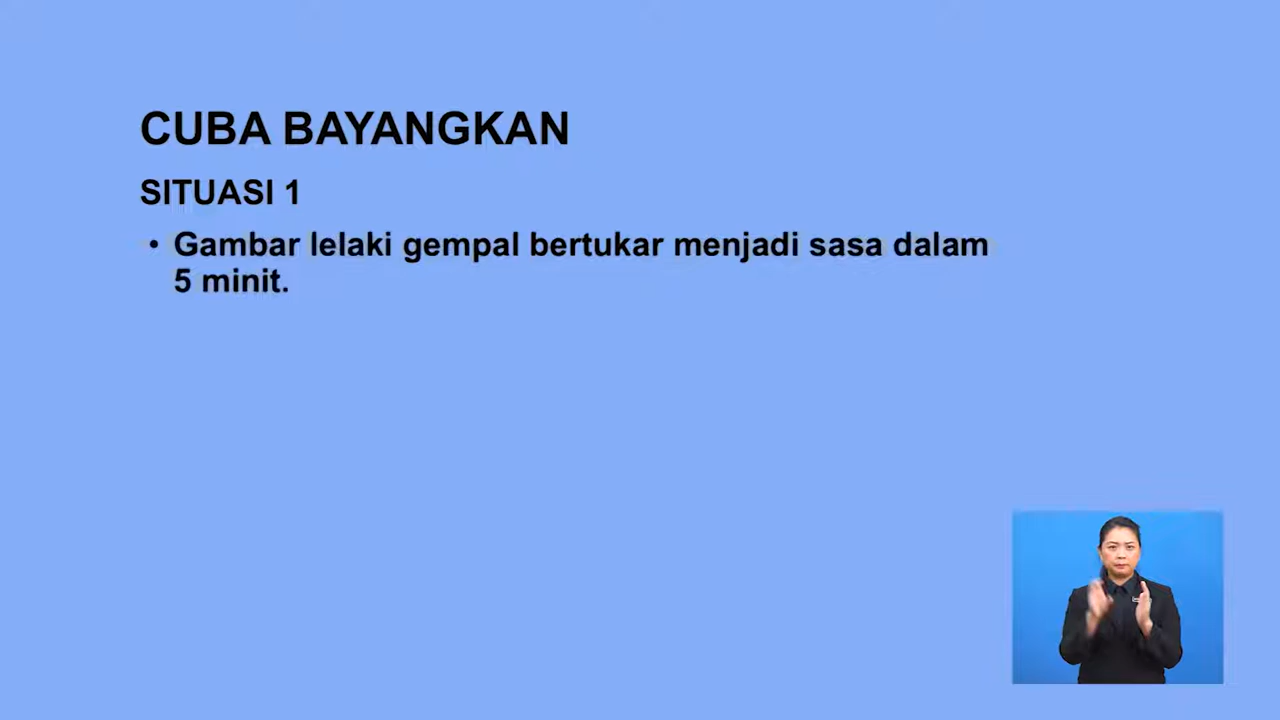 CUBA BAYANGKAN
SITUASI 1
• Gambar lelaki gempal bertukar menjadi sasa dalam
5 minit.